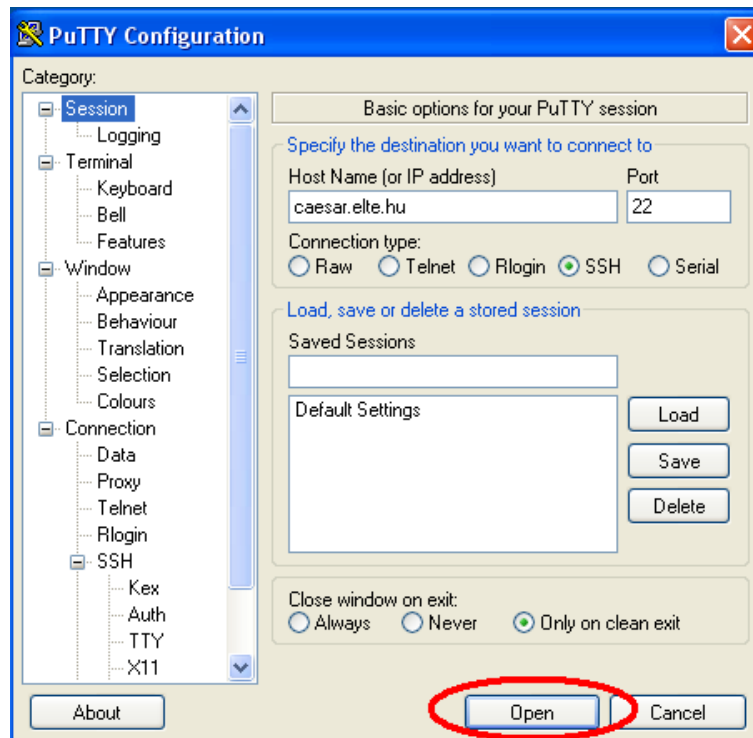 PuTTY Configuration
Category:
Session
Logging
Terminal
Keyboard
Bell
Features
Window
Appearance
Behaviour
Translation
Selection
Colours
Connection
Data
Proxy
Telnet
Rlogin
SSH
Kex
Auth
TTY
X11
Basic options for your PuTTY session
Specify the destination you want to connect to
Host Name (or IP address) Port
caesar.elte.hu 22
Connection type:
Raw Telnet Rlogin SSH Serial
Load, save or delete a stored session
Saved Sessions
Default Settings
Load
Save
Delete
Close window on exit:
Always Never Only on clean exit
About Open Cancel